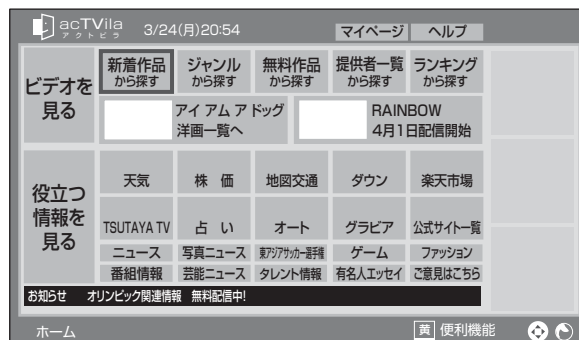 acTVila
アクトビラ
3/24(月)20:54
マイページ
ヘルプ
ビデオを
見る
新着作品
から探す
ジャンル
から探す
無料作品
から探す
提供者一覧
から探す
ランキング
から探す
アイ アム ア ドッグ
洋画一覧へ
RAINBOW
4月1日配信開始
役立つ
情報を
見る
天気
株 価
地図交通
ダウン
楽天市場
TSUTAYA TV
占 い
オート
グラビア
公式サイト一覧
ニュース
写真ニュース
東アジアサッカー選手権
ゲーム
ファッション
番組情報
芸能ニュース
タレント情報
有名人エッセイ
ご意見はこちら
お知らせ オリンピック関連情報 無料配信中!
ホーム
黄 便利機能